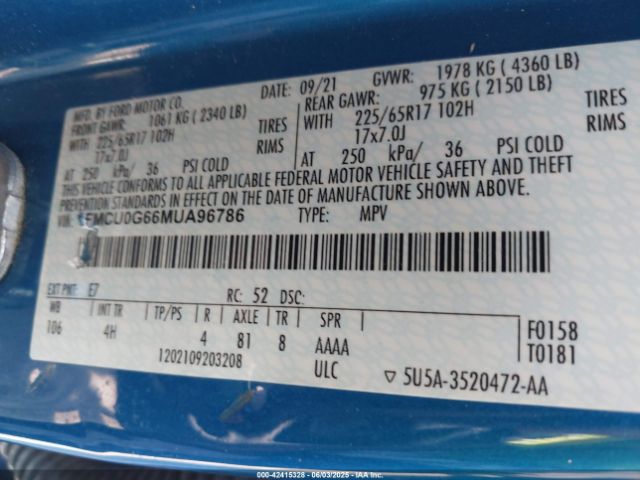 MFD. BY FORD MOTOR CO. DATE: 09/21 GVWR: 1978 KG ( 4360 LB)
FRONT GAWR: 1061 KG ( 2340 LB) REAR GAWR: 975 KG ( 2150 LB)
WITH 225/65R17 102H TIRES WITH 225/65R17 102H TIRES
17x7.0J RIMS 17x7.0J RIMS
AT 250 kPa/ 36 PSI COLD AT 250 kPa/ 36 PSI COLD
THIS VEHICLE CONFORMS TO ALL APPLICABLE FEDERAL MOTOR VEHICLE SAFETY AND THEFT
PREVENTION STANDARDS IN EFFECT ON THE DATE OF MANUFACTURE SHOWN ABOVE.
VIN: 1FMCU0G66MUA96786 TYPE: MPV
EXT PNT: E7 RC: 52 DSC:
WB INT TR TP/PS R AXLE TR SPR
106 4H 4 81 8 AAAA
1202109203208 ULC
F0158
T0181
▽ 5U5A-3520472-AA
000-42415328 - 06/03/2025 - IAA Inc.